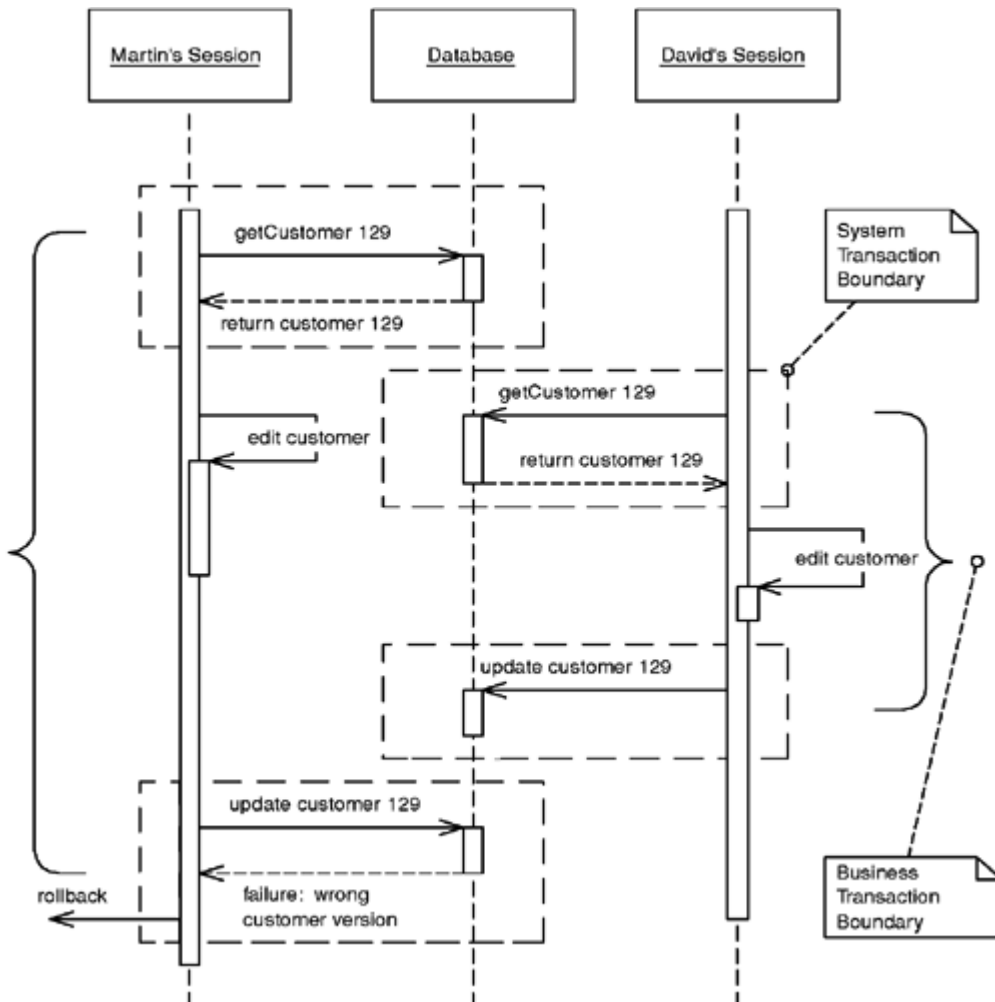 Martin's Session
Database
David's Session
getCustomer 129
System
Transaction
Boundary
return customer 129
getCustomer 129
edit customer
return customer 129
edit customer
update customer 129
update customer 129
rollback
failure: wrong
customer version
Business
Transaction
Boundary